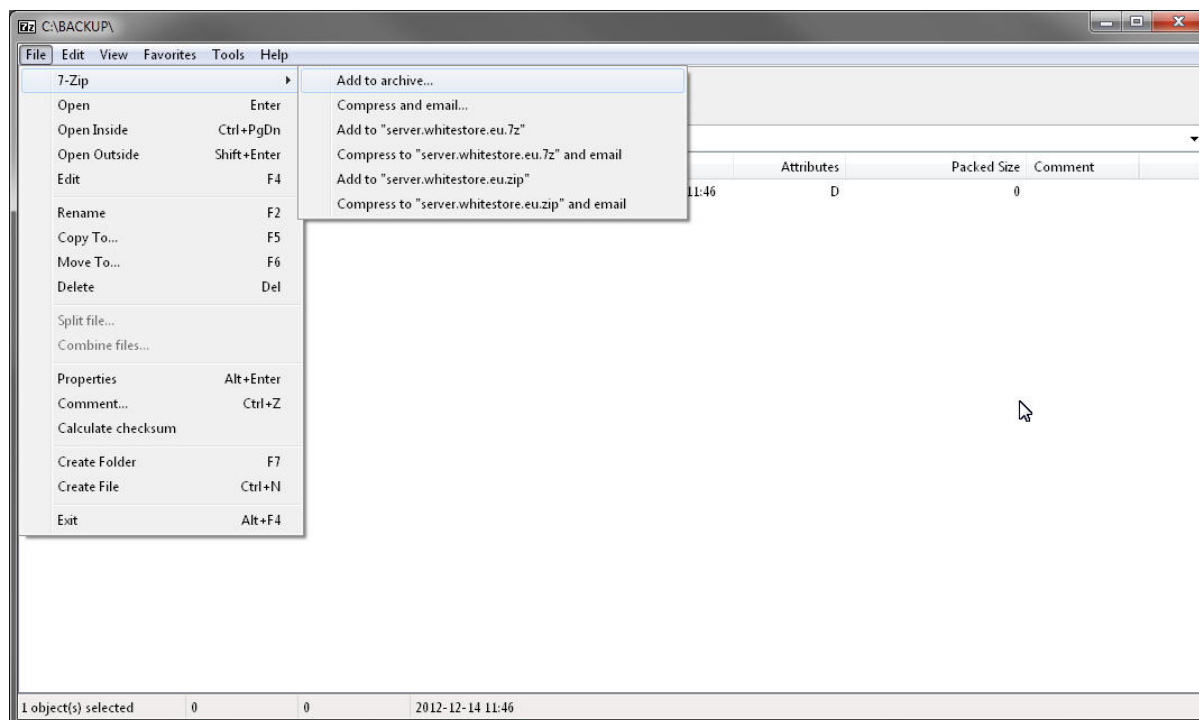 7z C:\BACKUP\
File Edit View Favorites Tools Help
7-Zip
Open Enter
Open Inside Ctrl+PgDn
Open Outside Shift+Enter
Edit F4
Rename F2
Copy To... F5
Move To... F6
Delete Del
Split file...
Combine files...
Properties Alt+Enter
Comment... Ctrl+Z
Calculate checksum
Create Folder F7
Create File Ctrl+N
Exit Alt+F4
Add to archive...
Compress and email...
Add to "server.whitestore.eu.7z"
Compress to "server.whitestore.eu.7z" and email
Add to "server.whitestore.eu.zip"
Compress to "server.whitestore.eu.zip" and email
Attributes Packed Size Comment
11:46 D 0
1 object(s) selected 0 0 2012-12-14 11:46